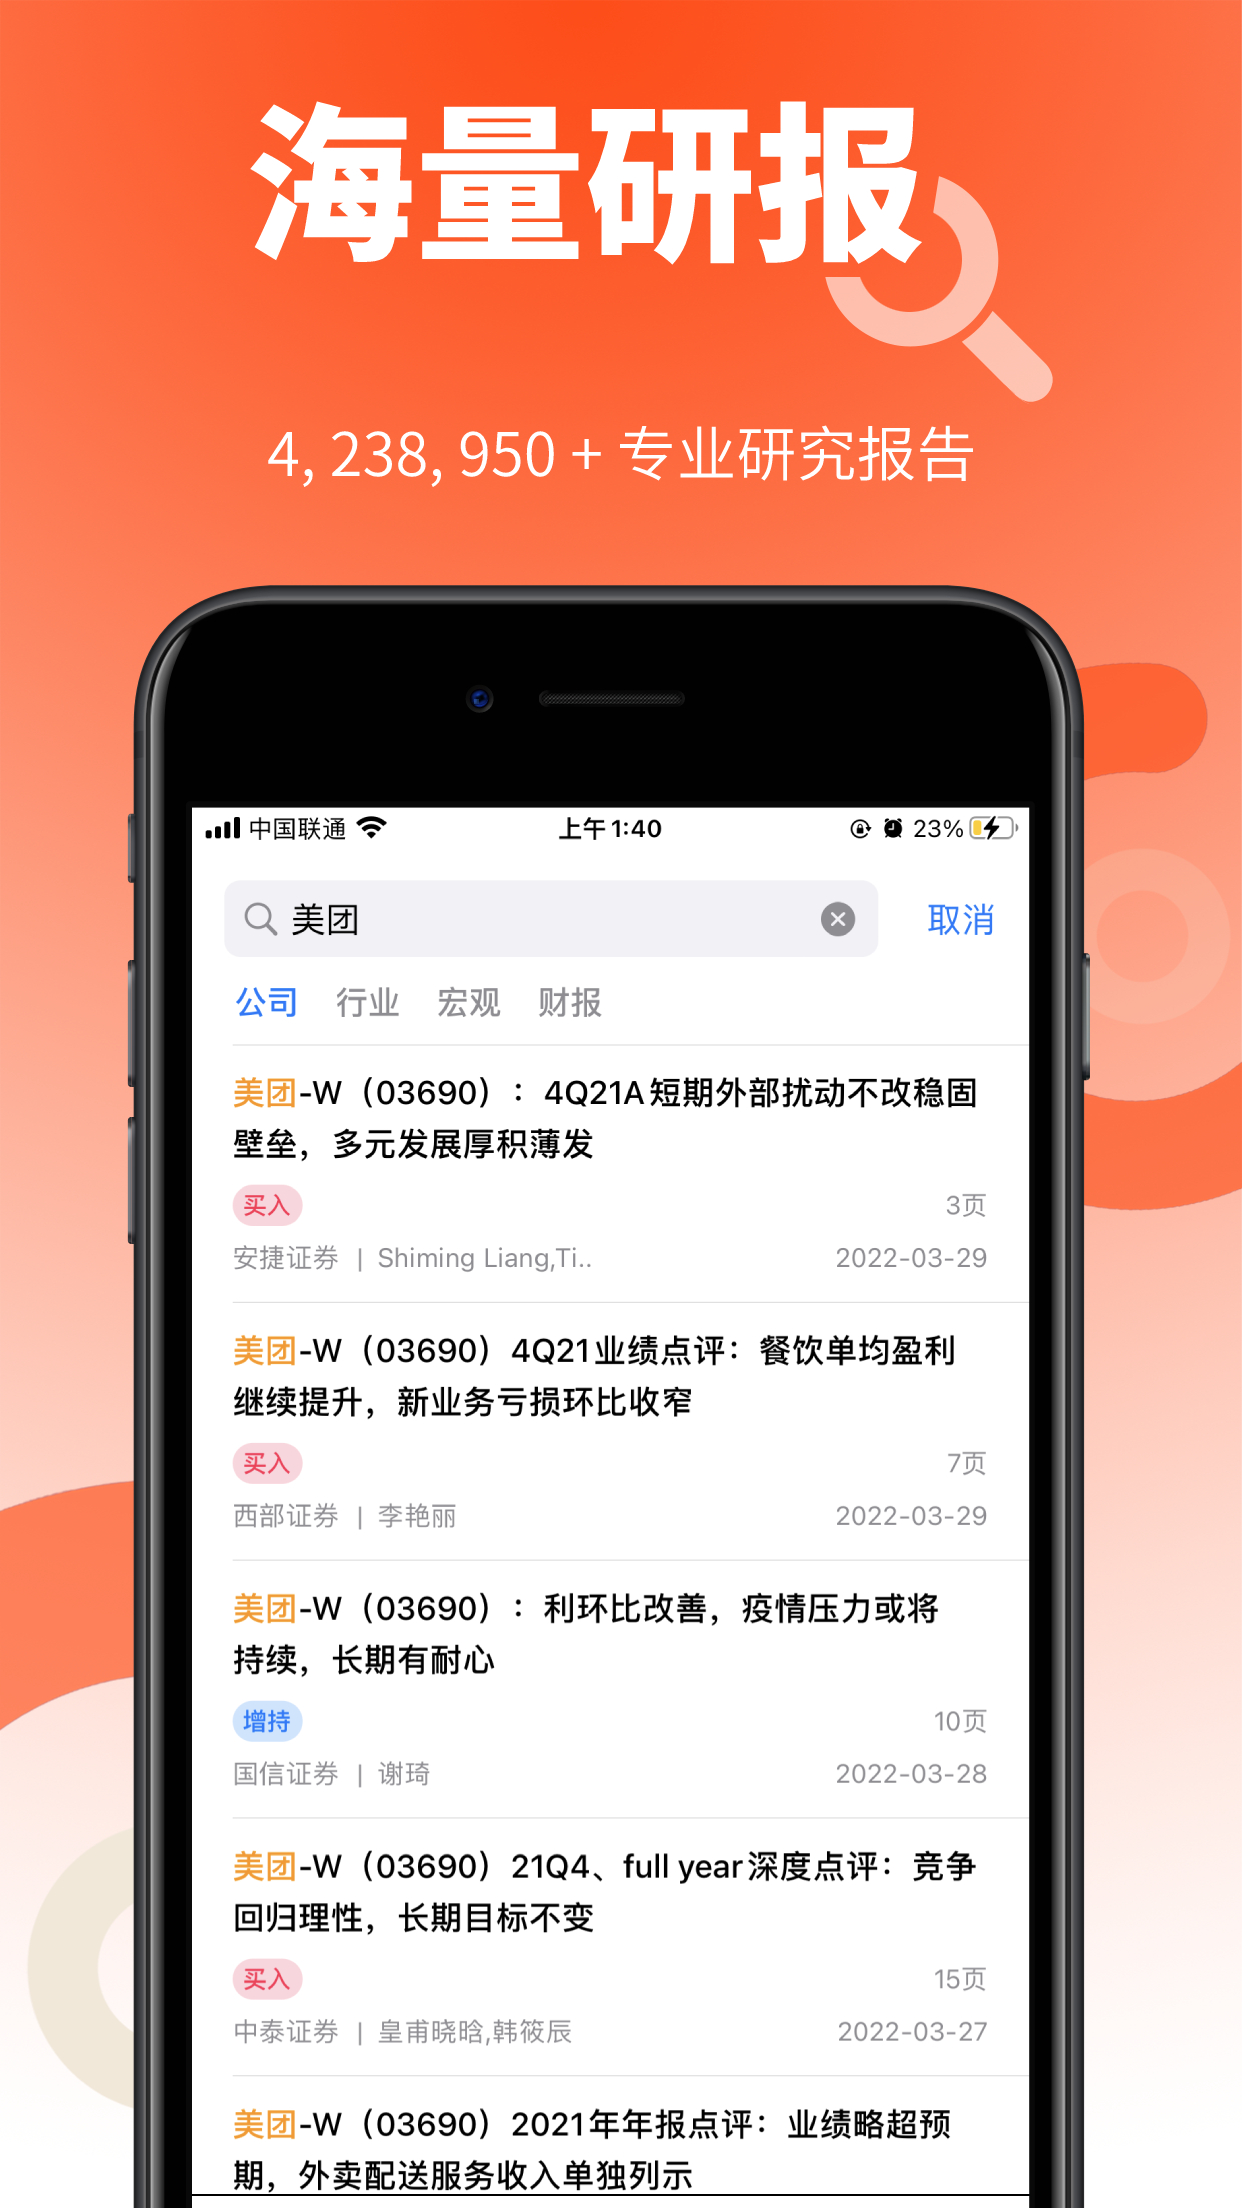 海量研报
4, 238, 950 + 专业研究报告
中国联通 上午1:40 23%
美团 取消
公司 行业 宏观 财报
美团-W（03690）：4Q21A短期外部扰动不改稳固
壁垒，多元发展厚积薄发
买入 3页
安捷证券 | Shiming Liang,Ti.. 2022-03-29
美团-W（03690）4Q21业绩点评：餐饮单均盈利
继续提升，新业务亏损环比收窄
买入 7页
西部证券 | 李艳丽 2022-03-29
美团-W（03690）：利环比改善，疫情压力或将
持续，长期有耐心
增持 10页
国信证券 | 谢琦 2022-03-28
美团-W（03690）21Q4、full year深度点评：竞争
回归理性，长期目标不变
买入 15页
中泰证券 | 皇甫晓晗,韩筱辰 2022-03-27
美团-W（03690）2021年年报点评：业绩略超预
期，外卖配送服务收入单独列示